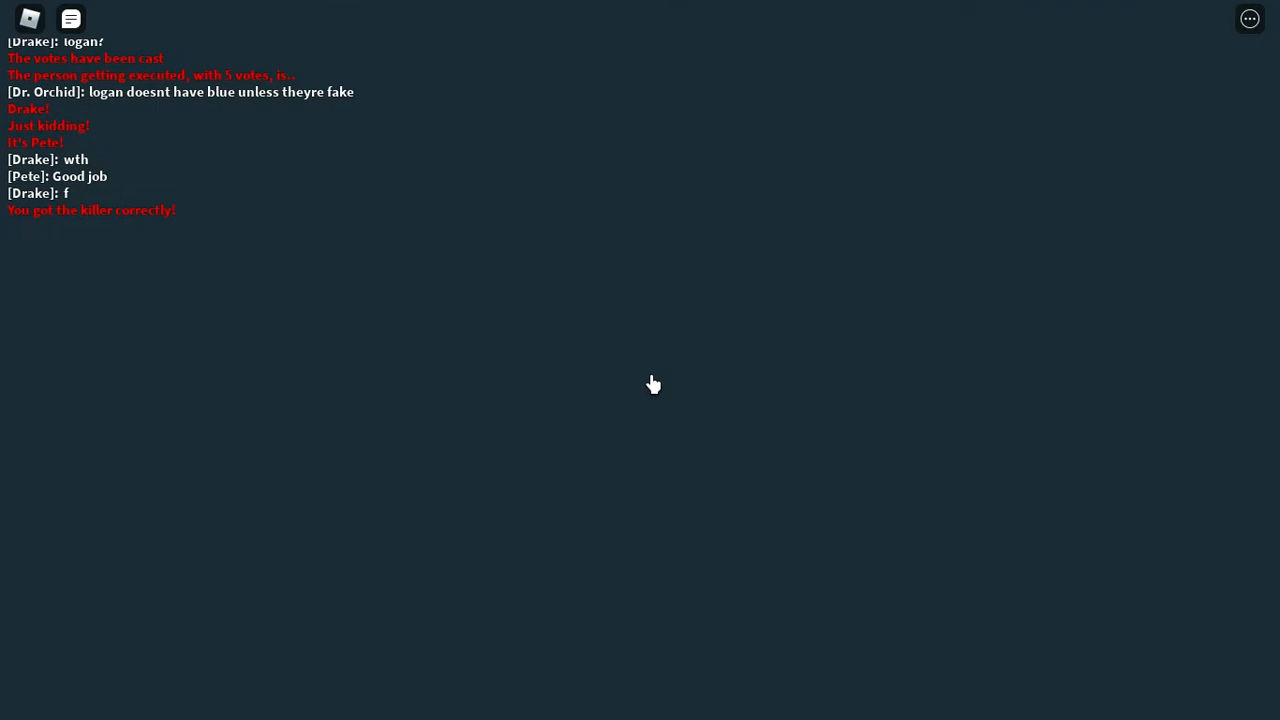 [Drake]: logan?
The votes have been cast
The person getting executed, with 5 votes, is..
[Dr. Orchid]: logan doesnt have blue unless theyre fake
Drake!
Just kidding!
It's Pete!
[Drake]: wth
[Pete]: Good job
[Drake]: f
You got the killer correctly!